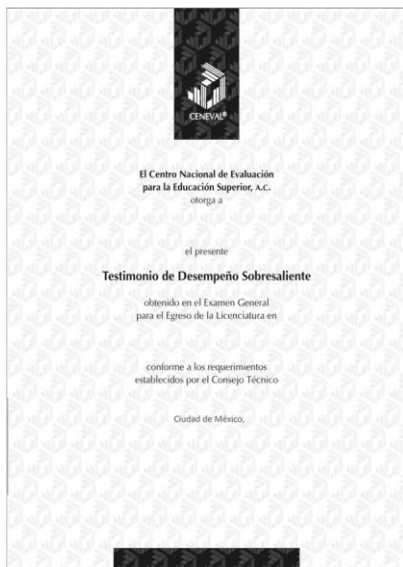 CENEVAL®
El Centro Nacional de Evaluación
para la Educación Superior, A.C.
otorga a
el presente
Testimonio de Desempeño Sobresaliente
obtenido en el Examen General
para el Egreso de la Licenciatura en
conforme a los requerimientos
establecidos por el Consejo Técnico
Ciudad de México,